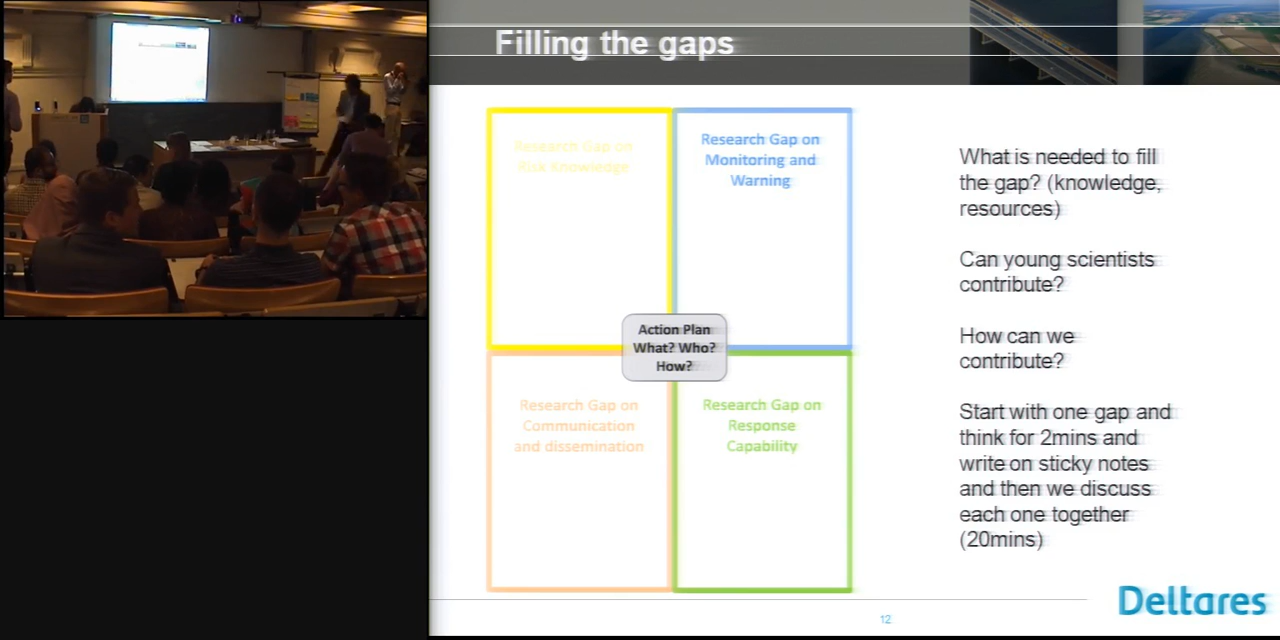 Filling the gaps
Research Gap on
Risk Knowledge
Research Gap on
Monitoring and
Warning
Action Plan
What? Who?
How?
Research Gap on
Communication
and dissemination
Research Gap on
Response
Capability
What is needed to fill
the gap? (knowledge,
resources)
Can young scientists
contribute?
How can we
contribute?
Start with one gap and
think for 2mins and
write on sticky notes
and then we discuss
each one together
(20mins)
12
Deltares